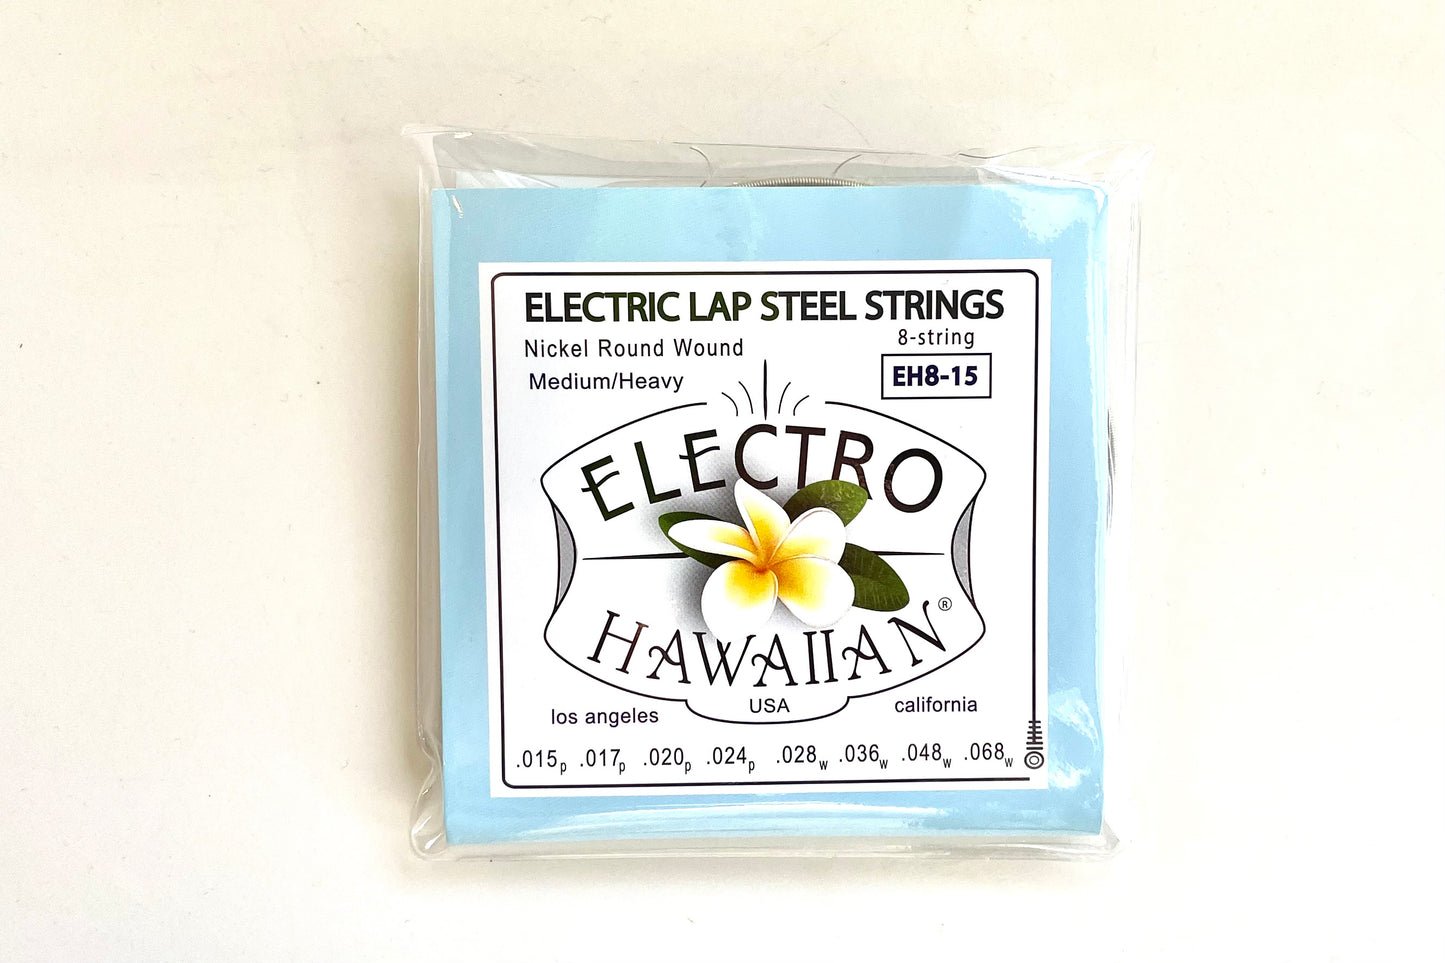 ELECTRIC LAP STEEL STRINGS
8-string
Nickel Round Wound
EH8-15
Medium/Heavy
ELECTRO
HAWAIIAN®
los angeles USA california
.015p .017p .020p .024p .028w .036w .048w .068w